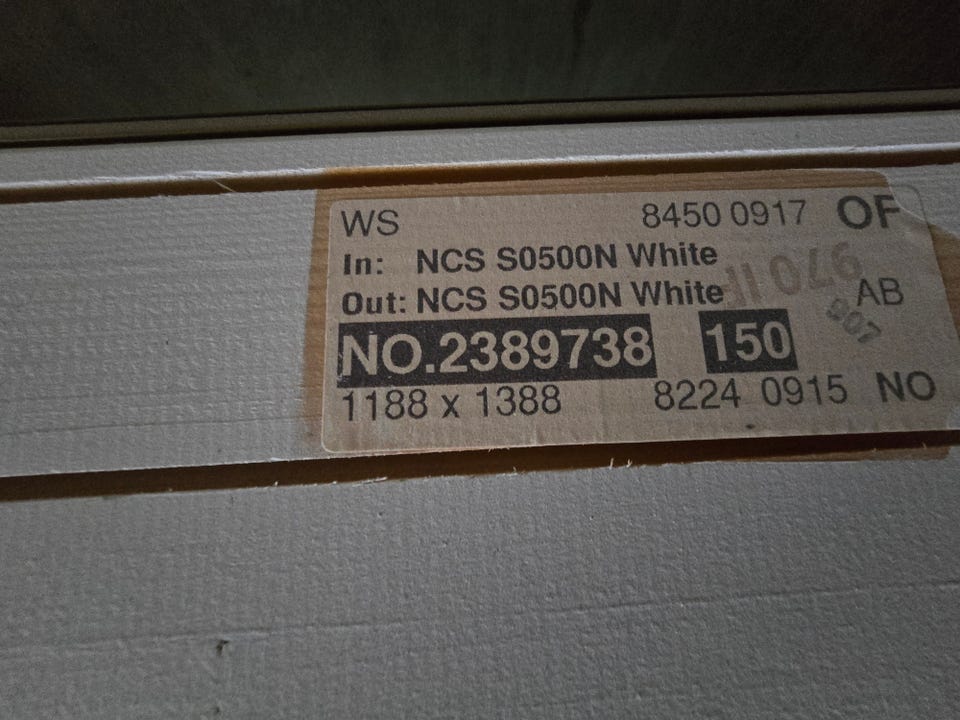 WS 8450 0917 OF
In: NCS S0500N White
Out: NCS S0500N White AB
NO.2389738 150 907
1188 x 1388 8224 0915 NO